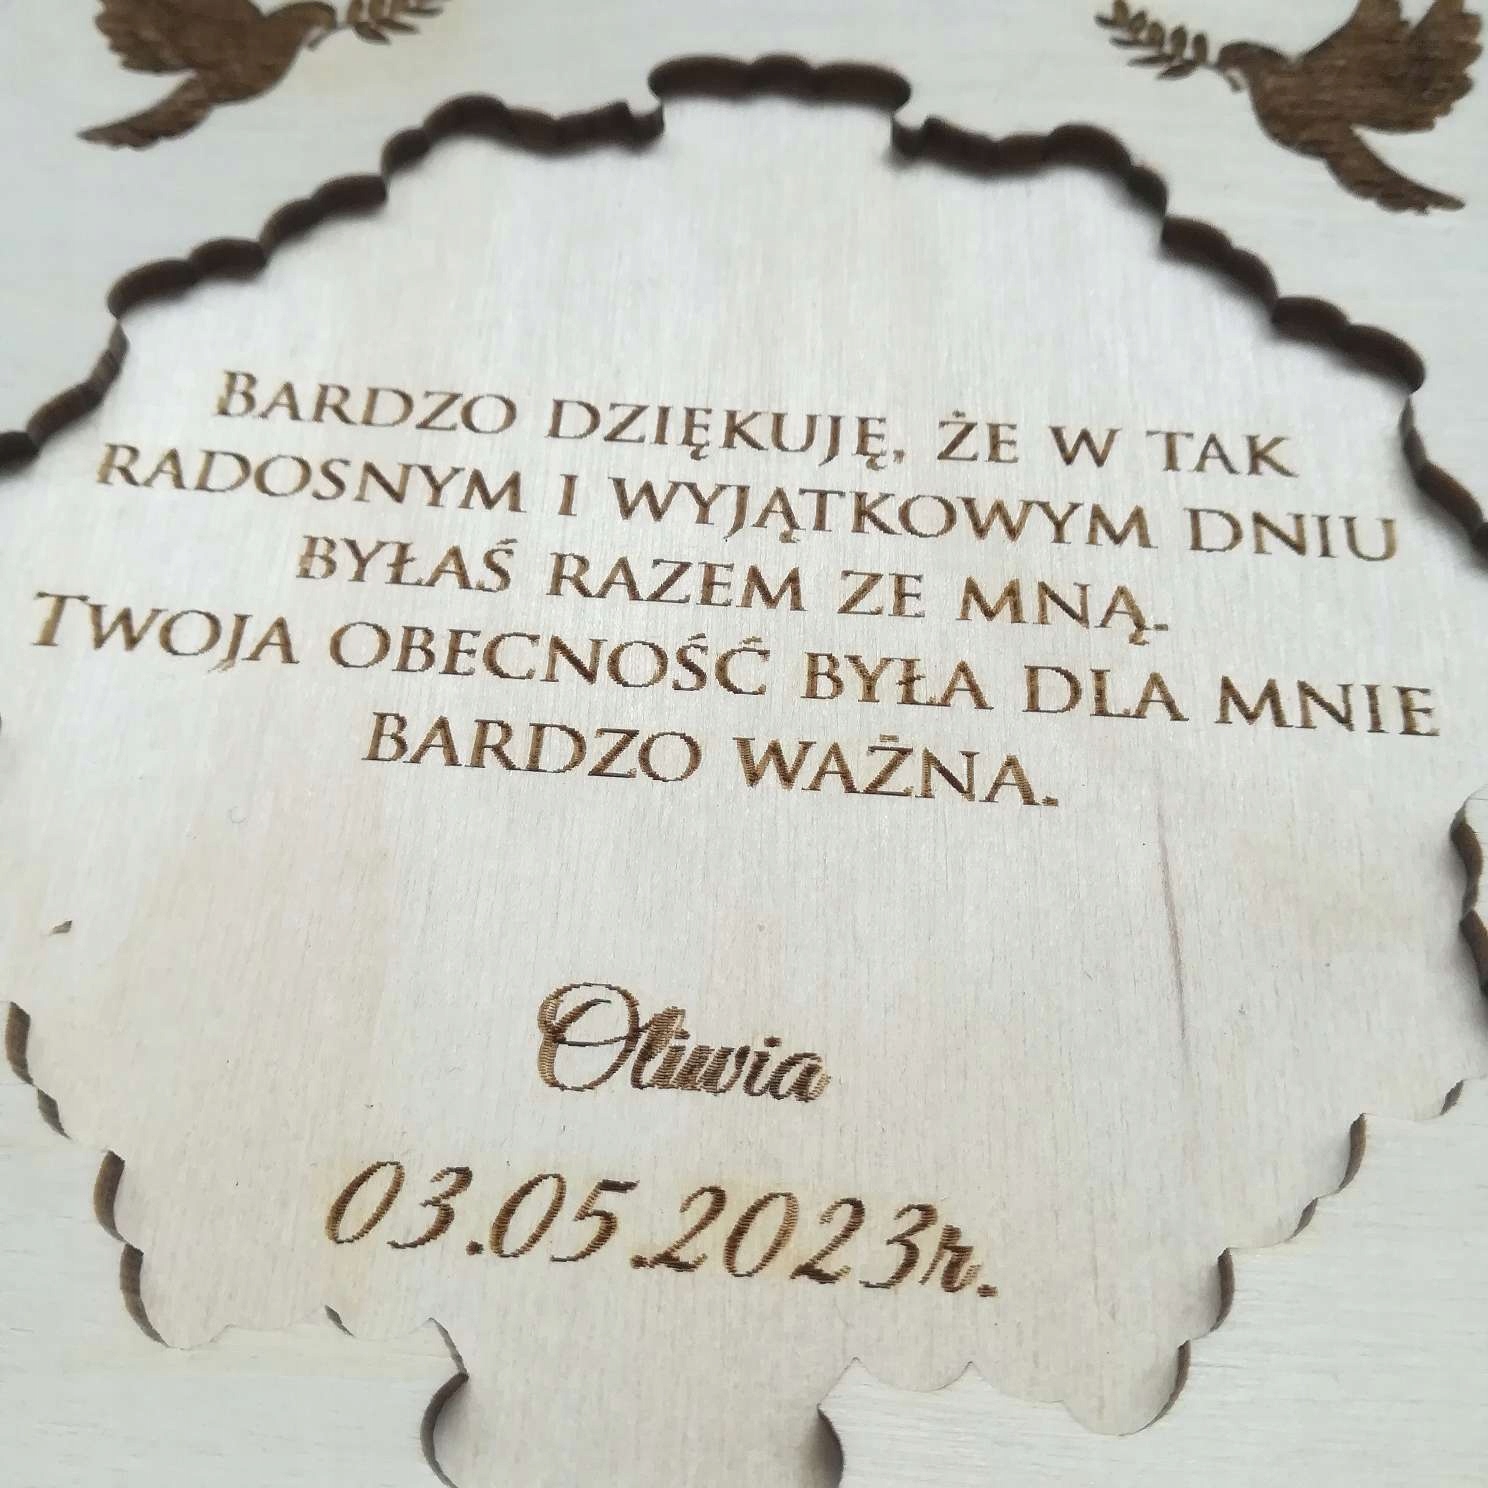 BARDZO DZIĘKUJĘ, ŻE W TAK
RADOSNYM I WYJĄTKOWYM DNIU
BYŁAŚ RAZEM ZE MNĄ.
TWOJA OBECNOŚĆ BYŁA DLA MNIE
BARDZO WAŻNA.
Oliwia
03.05.2023r.